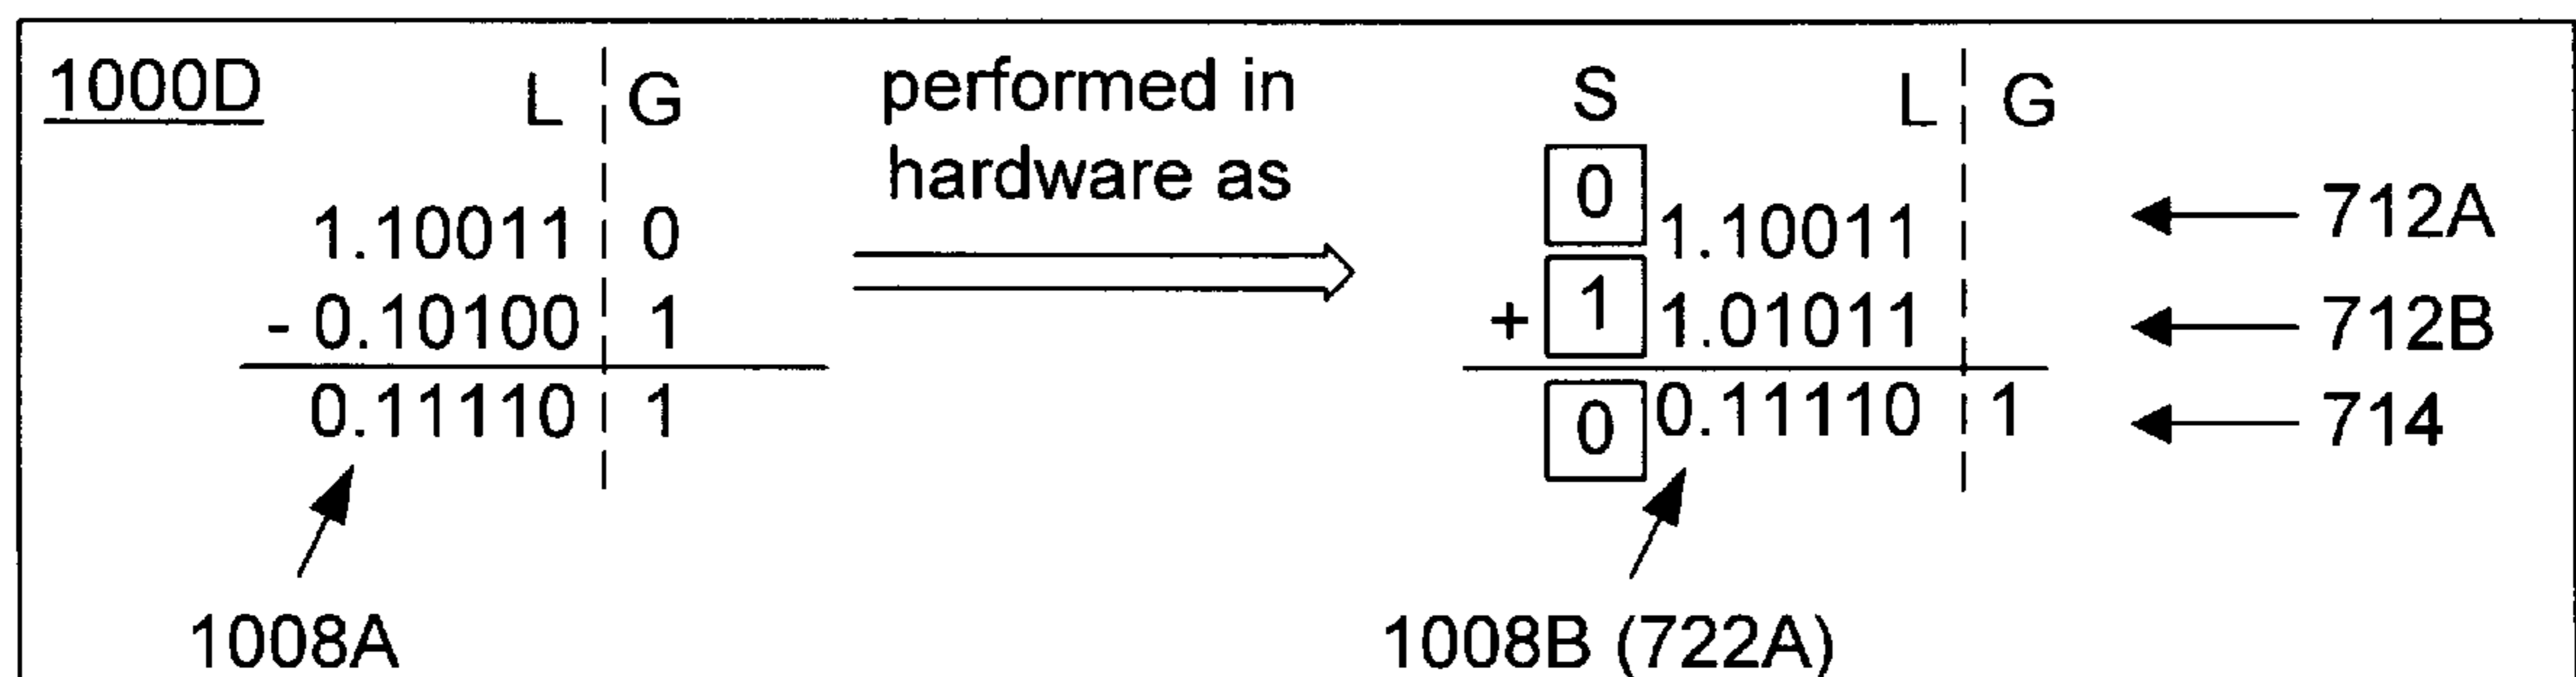 1000D
L G
1.10011 0
- 0.10100 1
0.11110 1
1008A
performed in
hardware as
S L G
0 1.10011
+ 1 1.01011
0 0.11110 1
712A
712B
714
1008B (722A)